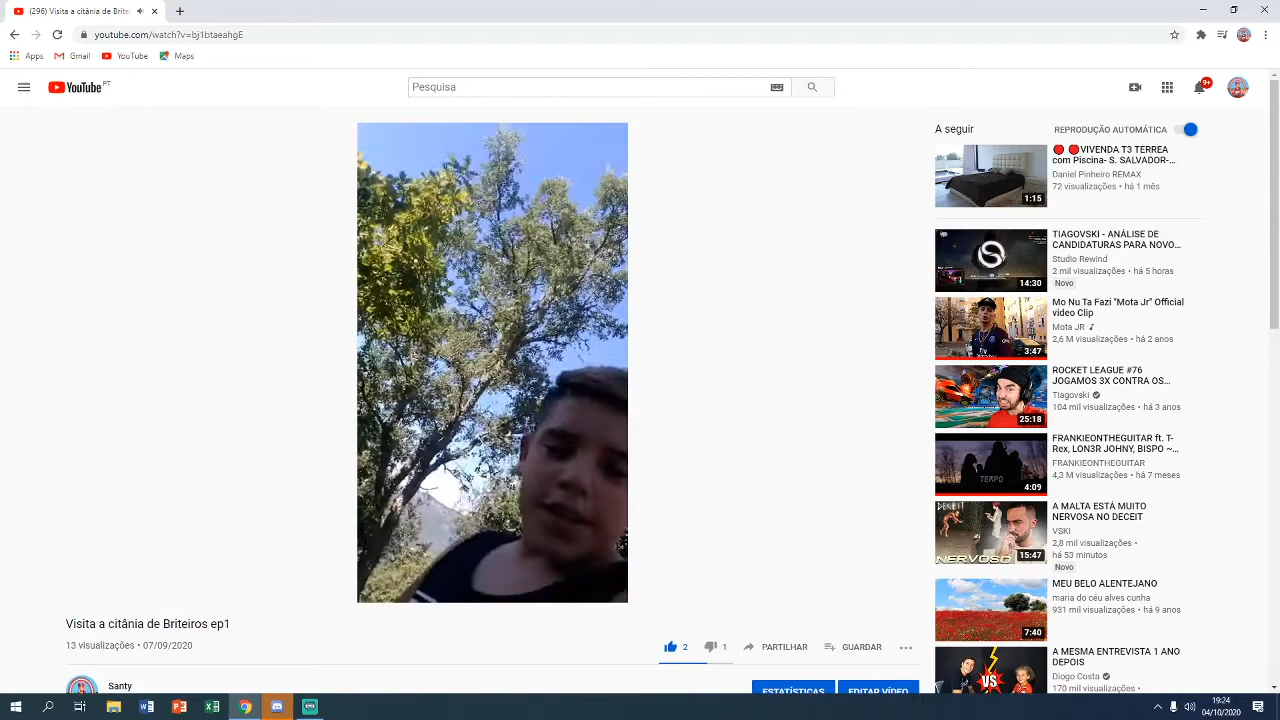 (296) Visita a citânia de Briteir
youtube.com/watch?v=bj1btaeahgE
Apps Gmail YouTube Maps
YouTube PT
Pesquisa
9+
Visita a citânia de Briteiros ep1
13 visualizações • 07/09/2020
2 1 PARTILHAR GUARDAR
Santy
ESTATÍSTICAS EDITAR VÍDEO
A seguir REPRODUÇÃO AUTOMÁTICA
VIVENDA T3 TERREA
com Piscina- S. SALVADOR-...
Daniel Pinheiro REMAX
72 visualizações • há 1 mês
1:15
TIAGOVSKI - ANÁLISE DE
CANDIDATURAS PARA NOVO...
Studio Rewind
2 mil visualizações • há 5 horas
Novo
14:30
Mo Nu Ta Fazi "Mota Jr" Official
video Clip
Mota JR
2,6 M visualizações • há 2 anos
3:47
ROCKET LEAGUE #76
JOGAMOS 3X CONTRA OS...
Tiagovski
104 mil visualizações • há 3 anos
25:18
FRANKIEONTHEGUITAR ft. T-
Rex, LON3R JOHNY, BISPO ~...
FRANKIEONTHEGUITAR
4,3 M visualizações • há 7 meses
TEMPO
4:09
A MALTA ESTÁ MUITO
NERVOSA NO DECEIT
VSKI
2,8 mil visualizações •
há 53 minutos
Novo
DECEIT
NERVOSO
15:47
MEU BELO ALENTEJANO
maria do céu alves cunha
931 mil visualizações • há 9 anos
7:40
A MESMA ENTREVISTA 1 ANO
DEPOIS
Diogo Costa
170 mil visualizações •
VS
19:24
04/10/2020